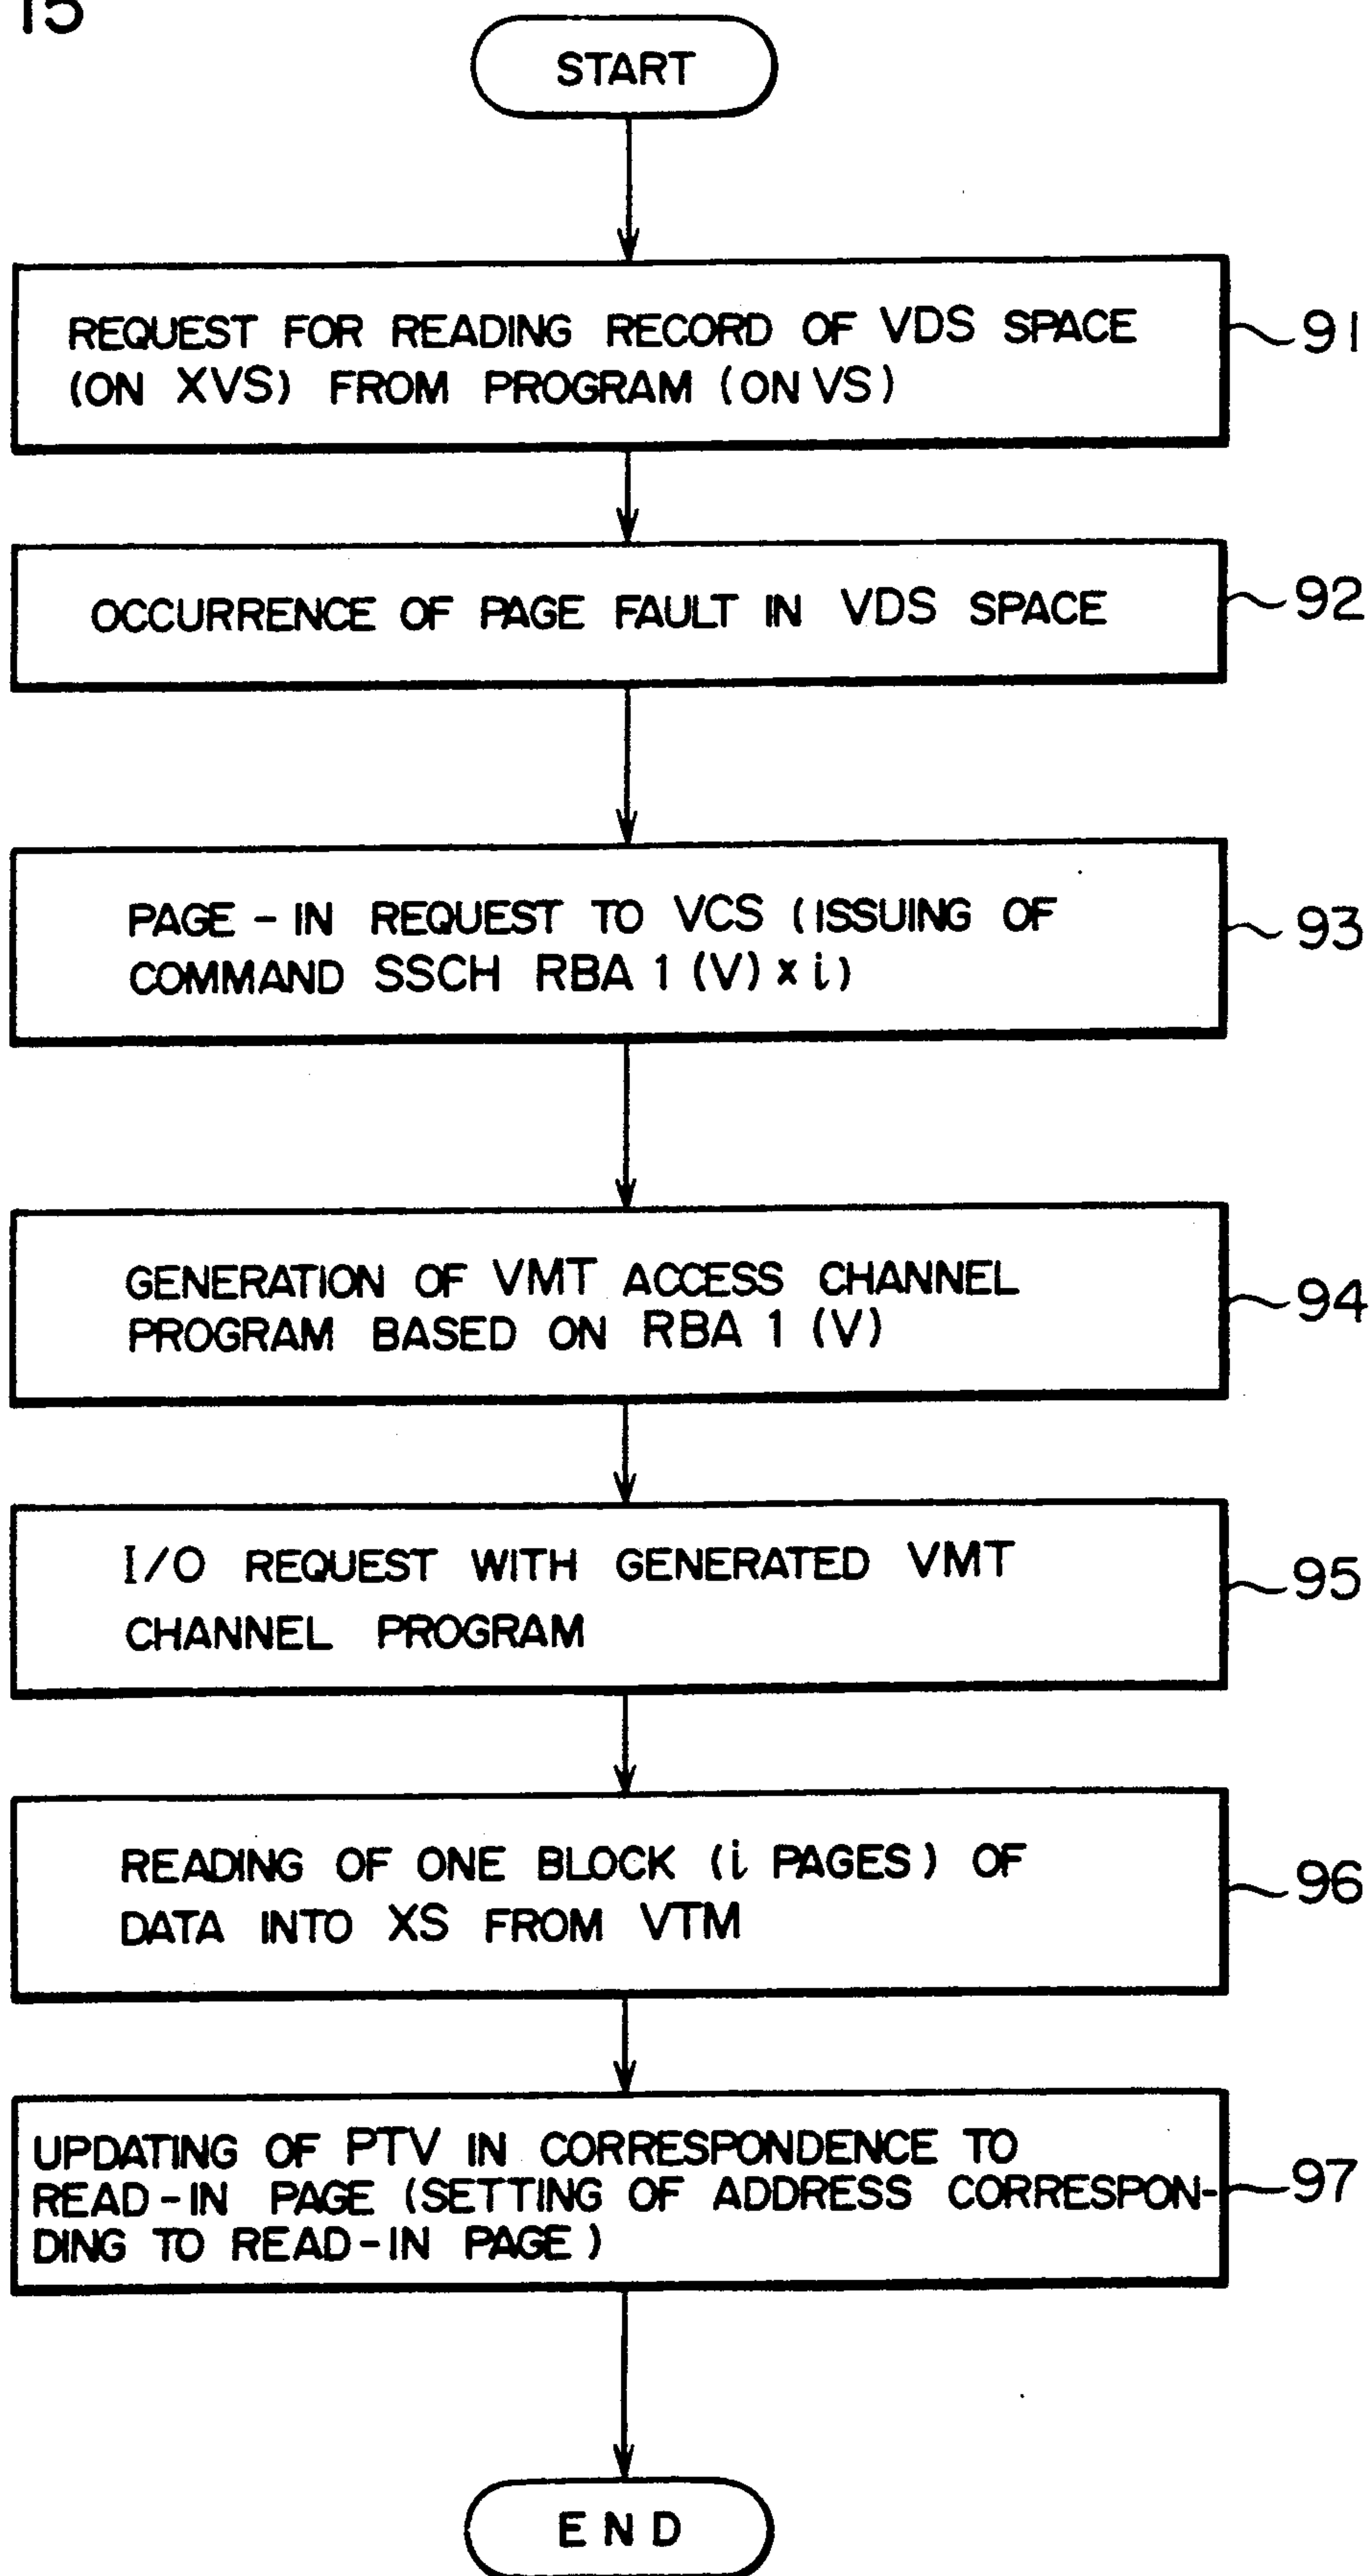 15
START
REQUEST FOR READING RECORD OF VDS SPACE
(ON XVS) FROM PROGRAM (ON VS)
91
OCCURRENCE OF PAGE FAULT IN VDS SPACE
92
PAGE - IN REQUEST TO VCS (ISSUING OF
COMMAND SSCH RBA 1 (V) x i)
93
GENERATION OF VMT ACCESS CHANNEL
PROGRAM BASED ON RBA 1 (V)
94
I/O REQUEST WITH GENERATED VMT
CHANNEL PROGRAM
95
READING OF ONE BLOCK (i PAGES) OF
DATA INTO XS FROM VTM
96
UPDATING OF PTV IN CORRESPONDENCE TO
READ-IN PAGE (SETTING OF ADDRESS CORRESPON-
DING TO READ-IN PAGE)
97
END